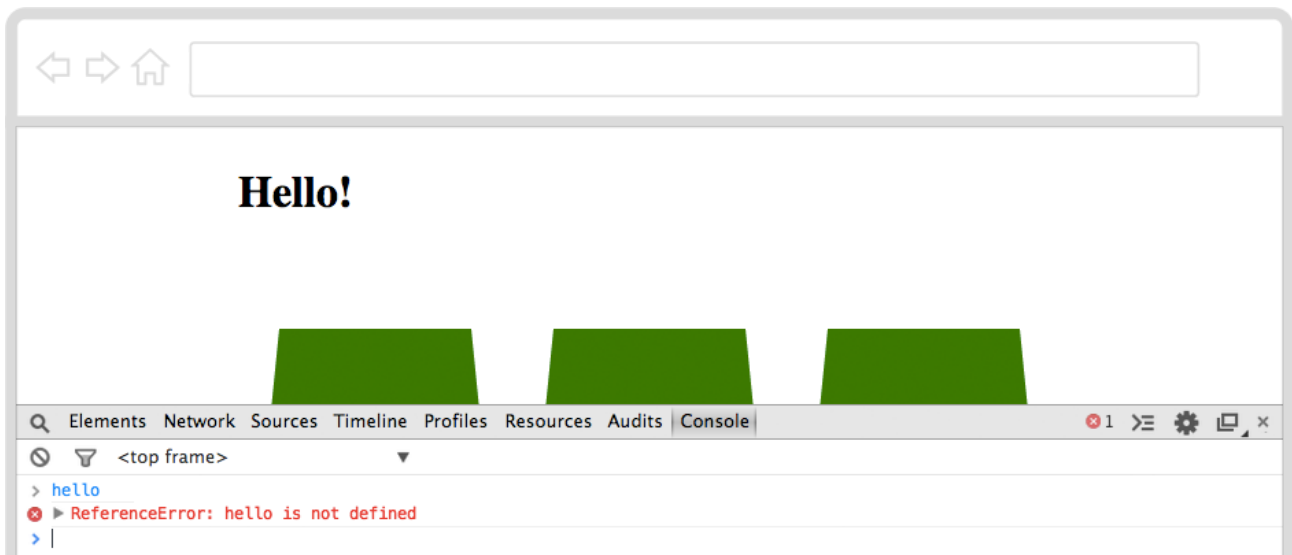 Hello!
Elements Network Sources Timeline Profiles Resources Audits Console 1
<top frame>
> hello
ReferenceError: hello is not defined
>